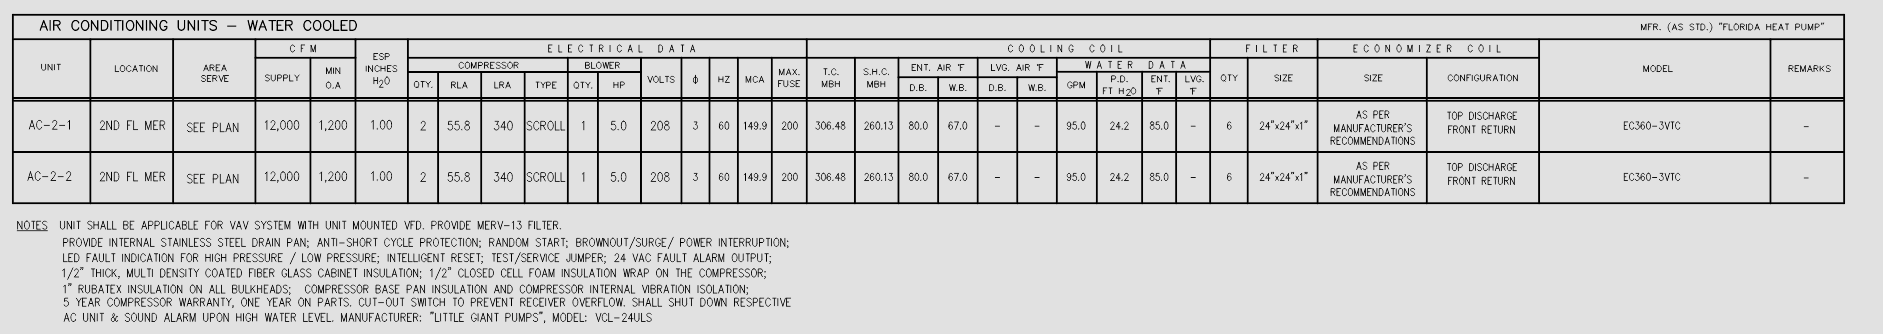 AIR CONDITIONING UNITS - WATER COOLED MFR. (AS STD.) "FLORIDA HEAT PUMP"
UNIT LOCATION AREA SERVE CFM ESP INCHES H2O ELECTRICAL DATA COOLING COIL FILTER ECONOMIZER COIL MODEL REMARKS
SUPPLY MIN O.A COMPRESSOR BLOWER VOLTS ϕ HZ MCA MAX. FUSE T.C. MBH S.H.C. MBH ENT. AIR °F LVG. AIR °F WATER DATA QTY SIZE SIZE CONFIGURATION
QTY. RLA LRA TYPE QTY. HP D.B. W.B. D.B. W.B. GPM P.D. FT H2O ENT. °F LVG. °F
AC-2-1 2ND FL MER SEE PLAN 12,000 1,200 1.00 2 55.8 340 SCROLL 1 5.0 208 3 60 149.9 200 306.48 260.13 80.0 67.0 - - 95.0 24.2 85.0 - 6 24"x24"x1" AS PER MANUFACTURER'S RECOMMENDATIONS TOP DISCHARGE FRONT RETURN EC360-3VTC -
AC-2-2 2ND FL MER SEE PLAN 12,000 1,200 1.00 2 55.8 340 SCROLL 1 5.0 208 3 60 149.9 200 306.48 260.13 80.0 67.0 - - 95.0 24.2 85.0 - 6 24"x24"x1" AS PER MANUFACTURER'S RECOMMENDATIONS TOP DISCHARGE FRONT RETURN EC360-3VTC -
NOTES UNIT SHALL BE APPLICABLE FOR VAV SYSTEM WITH UNIT MOUNTED VFD. PROVIDE MERV-13 FILTER.
PROVIDE INTERNAL STAINLESS STEEL DRAIN PAN; ANTI-SHORT CYCLE PROTECTION; RANDOM START; BROWNOUT/SURGE/ POWER INTERRUPTION;
LED FAULT INDICATION FOR HIGH PRESSURE / LOW PRESSURE; INTELLIGENT RESET; TEST/SERVICE JUMPER; 24 VAC FAULT ALARM OUTPUT;
1/2" THICK, MULTI DENSITY COATED FIBER GLASS CABINET INSULATION; 1/2" CLOSED CELL FOAM INSULATION WRAP ON THE COMPRESSOR;
1" RUBATEX INSULATION ON ALL BULKHEADS; COMPRESSOR BASE PAN INSULATION AND COMPRESSOR INTERNAL VIBRATION ISOLATION;
5 YEAR COMPRESSOR WARRANTY, ONE YEAR ON PARTS. CUT-OUT SWITCH TO PREVENT RECEIVER OVERFLOW. SHALL SHUT DOWN RESPECTIVE
AC UNIT & SOUND ALARM UPON HIGH WATER LEVEL. MANUFACTURER: "LITTLE GIANT PUMPS", MODEL: VCL-24ULS